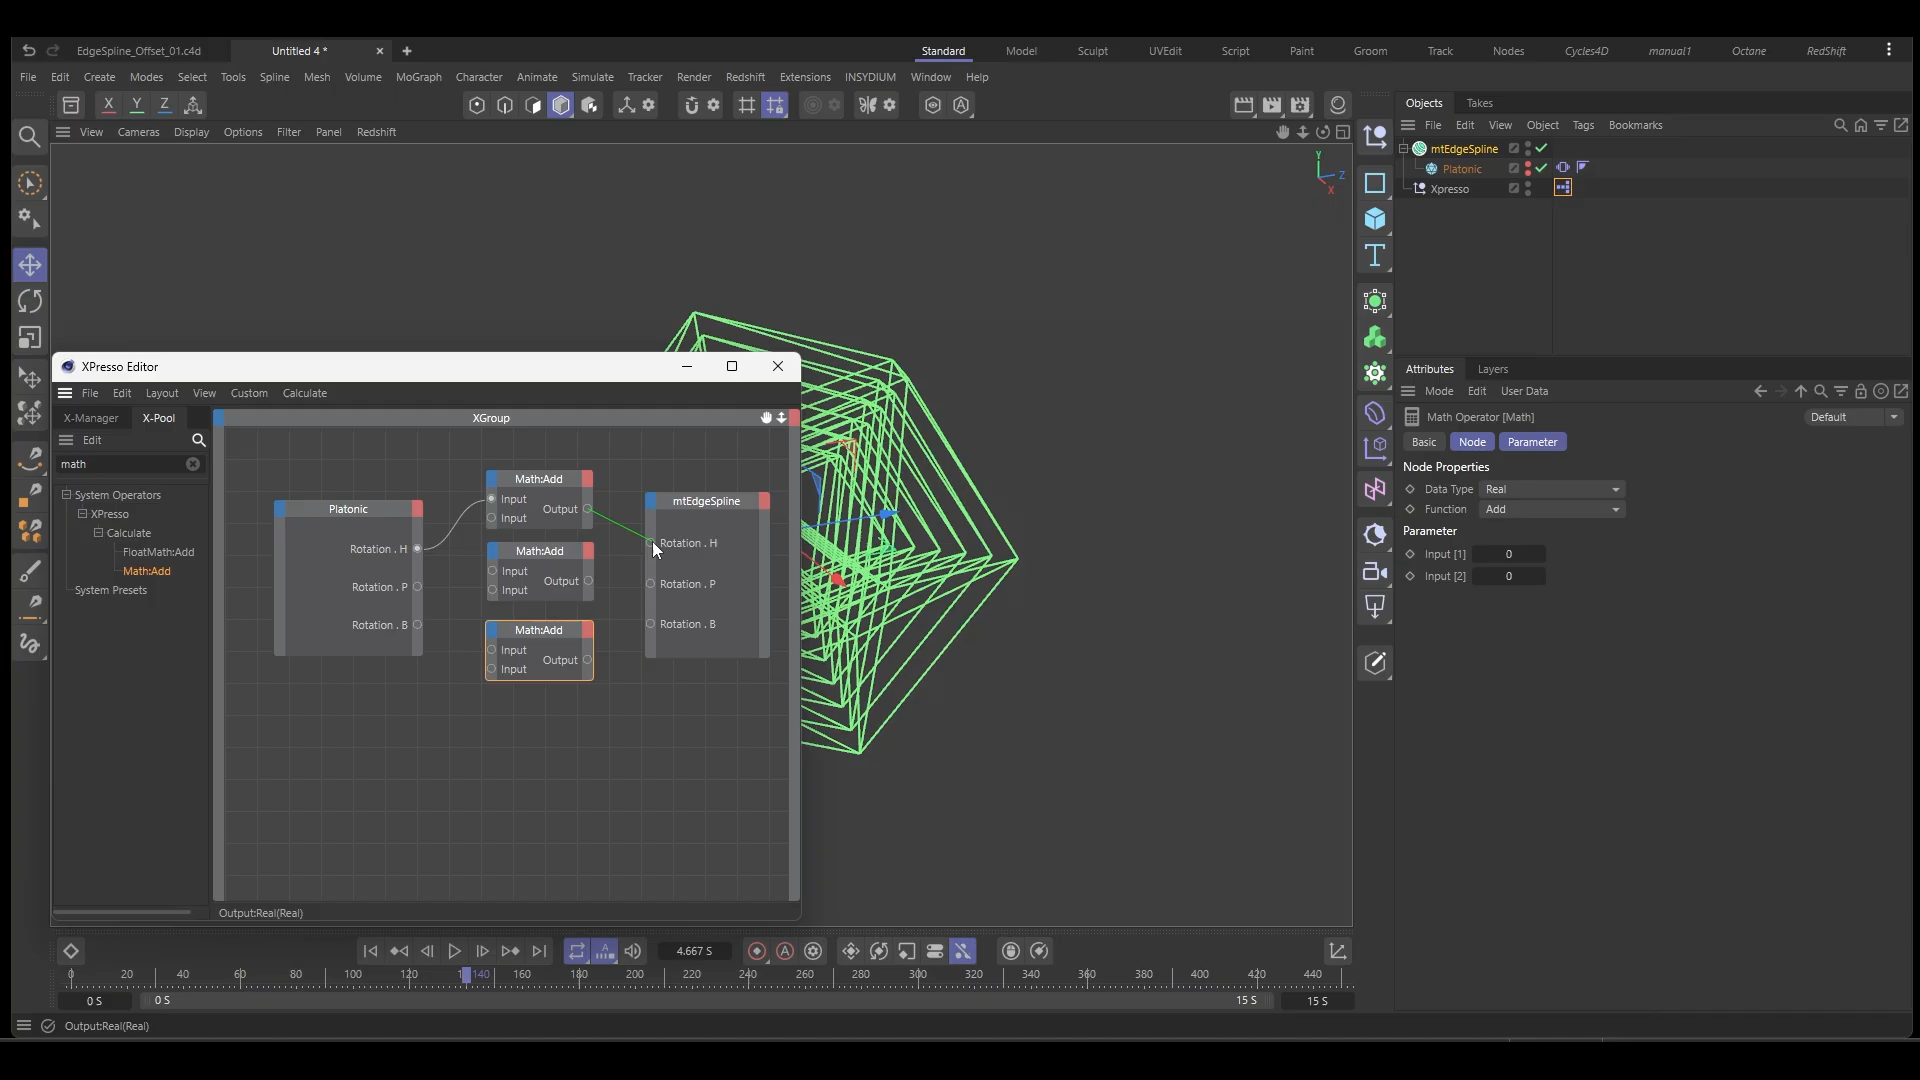 EdgeSpline_Offset_01.c4d Untitled 4 * Standard Model Sculpt UVEdit Script Paint Groom Track Nodes Cycles4D manual1 Octane RedShift
File Edit Create Modes Select Tools Spline Mesh Volume MoGraph Character Animate Simulate Tracker Render Redshift Extensions INSYDIUM Window Help
X Y Z
View Cameras Display Options Filter Panel Redshift
Y
Z
X
Objects Takes
File Edit View Object Tags Bookmarks
mtEdgeSpline
Platonic
Xpresso
XPresso Editor
File Edit Layout View Custom Calculate
X-Manager X-Pool
XGroup
Edit
math
System Operators
XPresso
Calculate
FloatMath:Add
Math:Add
System Presets
Platonic
Rotation . H
Rotation . P
Rotation . B
Math:Add
Input
Output
Input
Math:Add
Input
Output
Input
Math:Add
Input
Output
Input
mtEdgeSpline
Rotation . H
Rotation . P
Rotation . B
Output:Real(Real)
Attributes Layers
Mode Edit User Data
Math Operator [Math] Default
Basic Node Parameter
Node Properties
Data Type Real
Function Add
Parameter
Input [1] 0
Input [2] 0
4.667 S
0 20 40 60 80 100 120 140 160 180 200 220 240 260 280 300 320 340 360 380 400 420 440
0 S 0 S 15 S 15 S
Output:Real(Real)